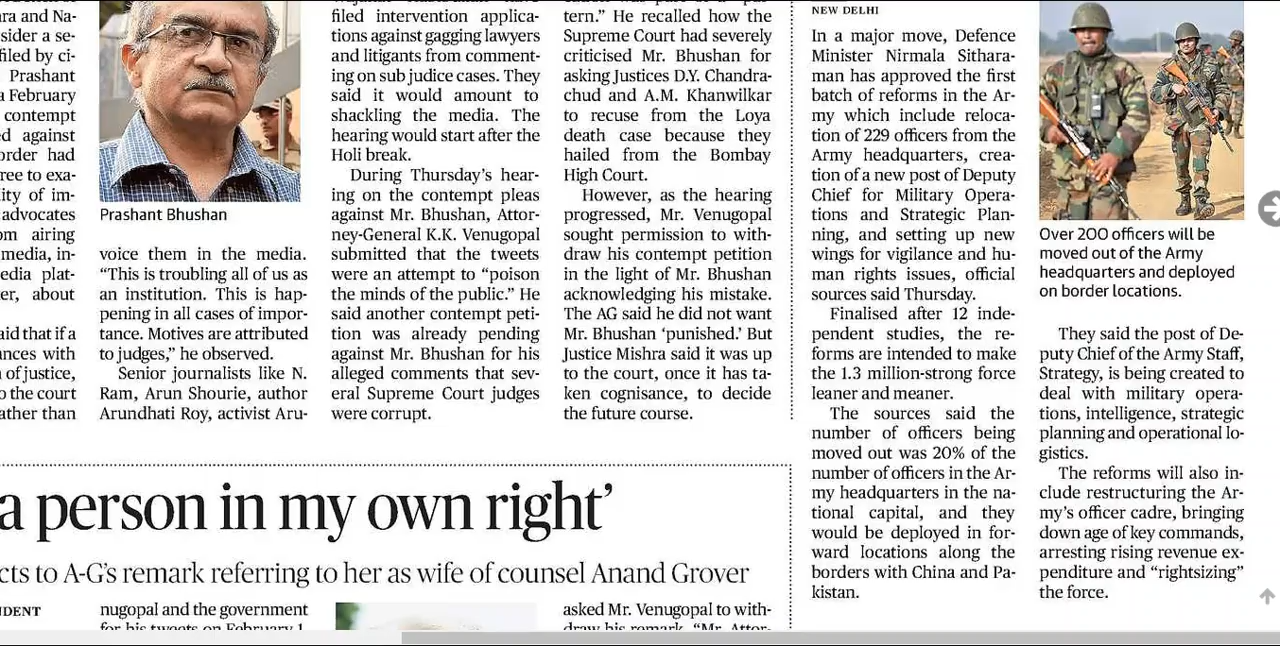 ra and Na-
sider a se-
filed by ci-
Prashant
a February
contempt
d against
order had
ree to exa-
lity of im-
advocates
om airing
media, in-
edia plat-
er, about
aid that if a
ances with
of justice,
o the court
ather than
Prashant Bhushan
voice them in the media.
“This is troubling all of us as
an institution. This is hap-
pening in all cases of impor-
tance. Motives are attributed
to judges,” he observed.
Senior journalists like N.
Ram, Arun Shourie, author
Arundhati Roy, activist Aru-
filed intervention applica-
tions against gagging lawyers
and litigants from comment-
ing on sub judice cases. They
said it would amount to
shackling the media. The
hearing would start after the
Holi break.
During Thursday’s hear-
ing on the contempt pleas
against Mr. Bhushan, Attor-
ney-General K.K. Venugopal
submitted that the tweets
were an attempt to “poison
the minds of the public.” He
said another contempt peti-
tion was already pending
against Mr. Bhushan for his
alleged comments that sev-
eral Supreme Court judges
were corrupt.
tern.” He recalled how the
Supreme Court had severely
criticised Mr. Bhushan for
asking Justices D.Y. Chandra-
chud and A.M. Khanwilkar
to recuse from the Loya
death case because they
hailed from the Bombay
High Court.
However, as the hearing
progressed, Mr. Venugopal
sought permission to with-
draw his contempt petition
in the light of Mr. Bhushan
acknowledging his mistake.
The AG said he did not want
Mr. Bhushan ‘punished.’ But
Justice Mishra said it was up
to the court, once it has ta-
ken cognisance, to decide
the future course.
a person in my own right’
cts to A-G’s remark referring to her as wife of counsel Anand Grover
NDENT
nugopal and the government
for his tweets on February 1
asked Mr. Venugopal to with-
draw his remark. “Mr. Attor-
NEW DELHI
In a major move, Defence
Minister Nirmala Sithara-
man has approved the first
batch of reforms in the Ar-
my which include reloca-
tion of 229 officers from the
Army headquarters, crea-
tion of a new post of Deputy
Chief for Military Opera-
tions and Strategic Plan-
ning, and setting up new
wings for vigilance and hu-
man rights issues, official
sources said Thursday.
Finalised after 12 inde-
pendent studies, the re-
forms are intended to make
the 1.3 million-strong force
leaner and meaner.
The sources said the
number of officers being
moved out was 20% of the
number of officers in the Ar-
my headquarters in the na-
tional capital, and they
would be deployed in for-
ward locations along the
borders with China and Pa-
kistan.
Over 200 officers will be
moved out of the Army
headquarters and deployed
on border locations.
They said the post of De-
puty Chief of the Army Staff,
Strategy, is being created to
deal with military opera-
tions, intelligence, strategic
planning and operational lo-
gistics.
The reforms will also in-
clude restructuring the Ar-
my’s officer cadre, bringing
down age of key commands,
arresting rising revenue ex-
penditure and “rightsizing”
the force.